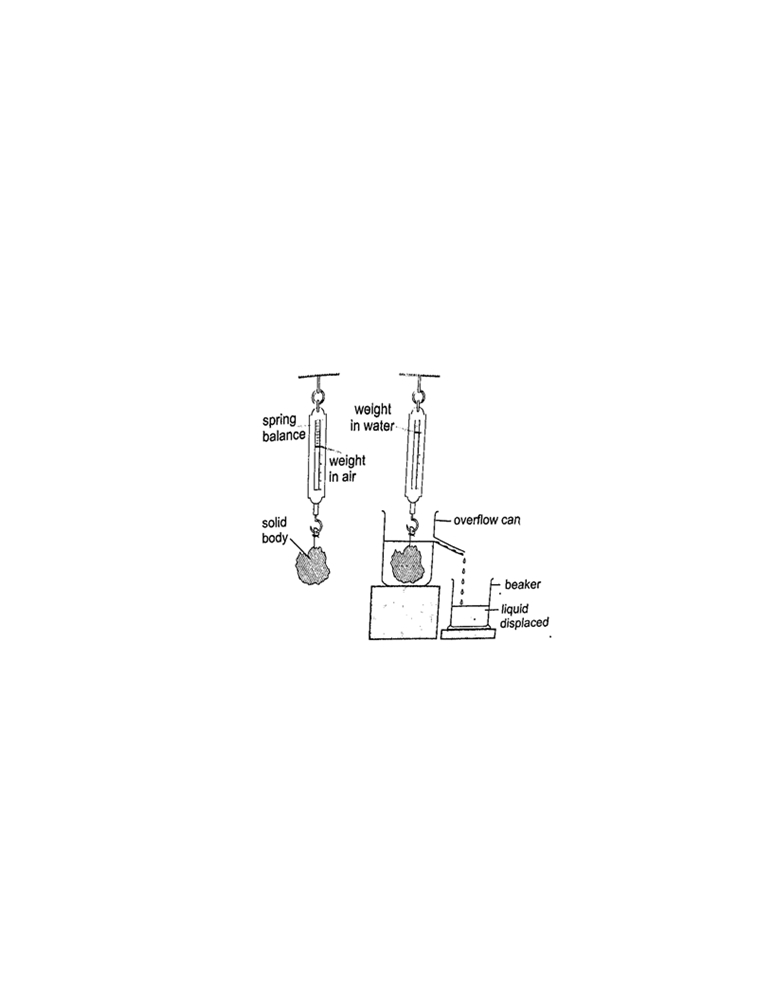 spring
balance
weight
in air
solid
body
weight
in water
overflow can
beaker
liquid
displaced